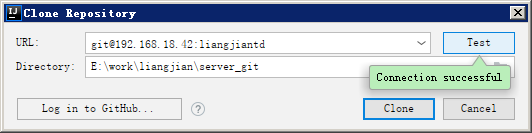 Clone Repository
URL: git@192.168.18.42:liangjiantd Test
Directory: E:\work\liangjian\server_git
Connection successful
Log in to GitHub... ? Clone Cancel